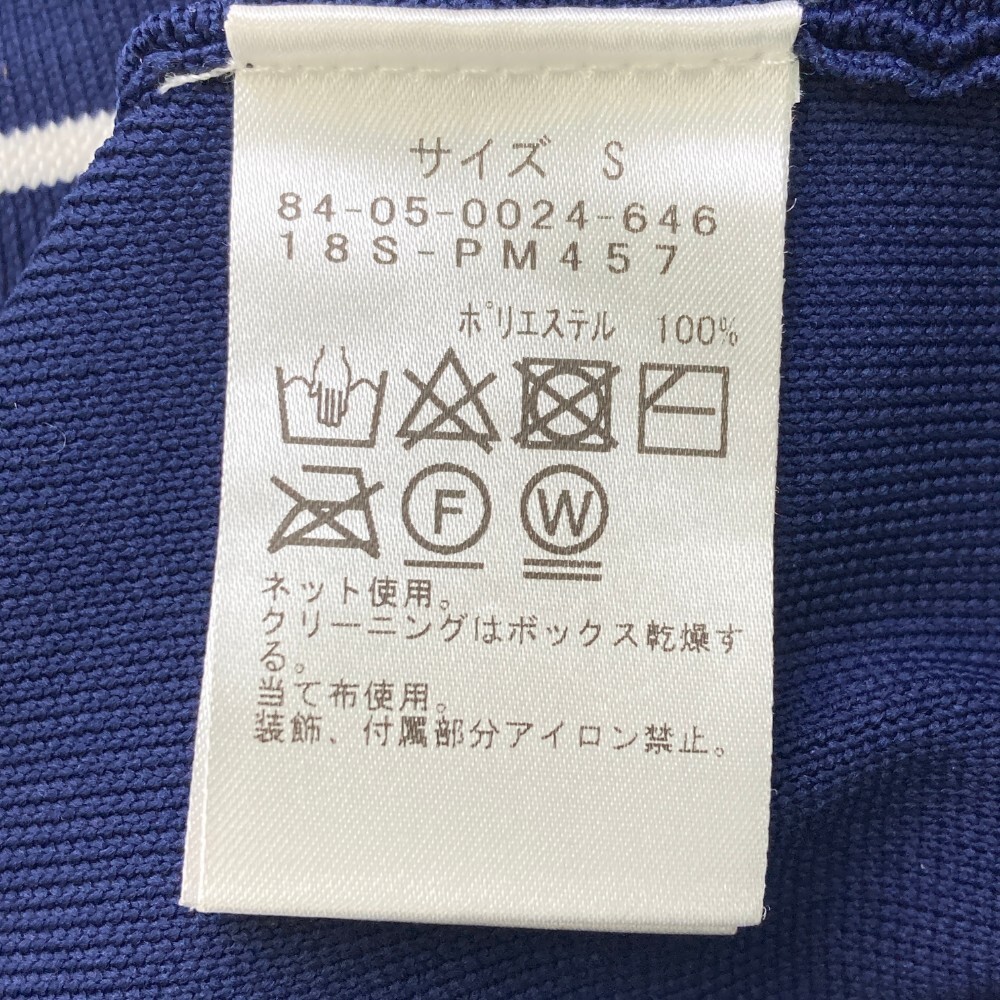 サイズ S
84-05-0024-646
18S-PM457
ポリエステル 100%
F W
ネット使用。
クリーニングはボックス乾燥す
る。
当て布使用。
装飾、付属部分アイロン禁止。